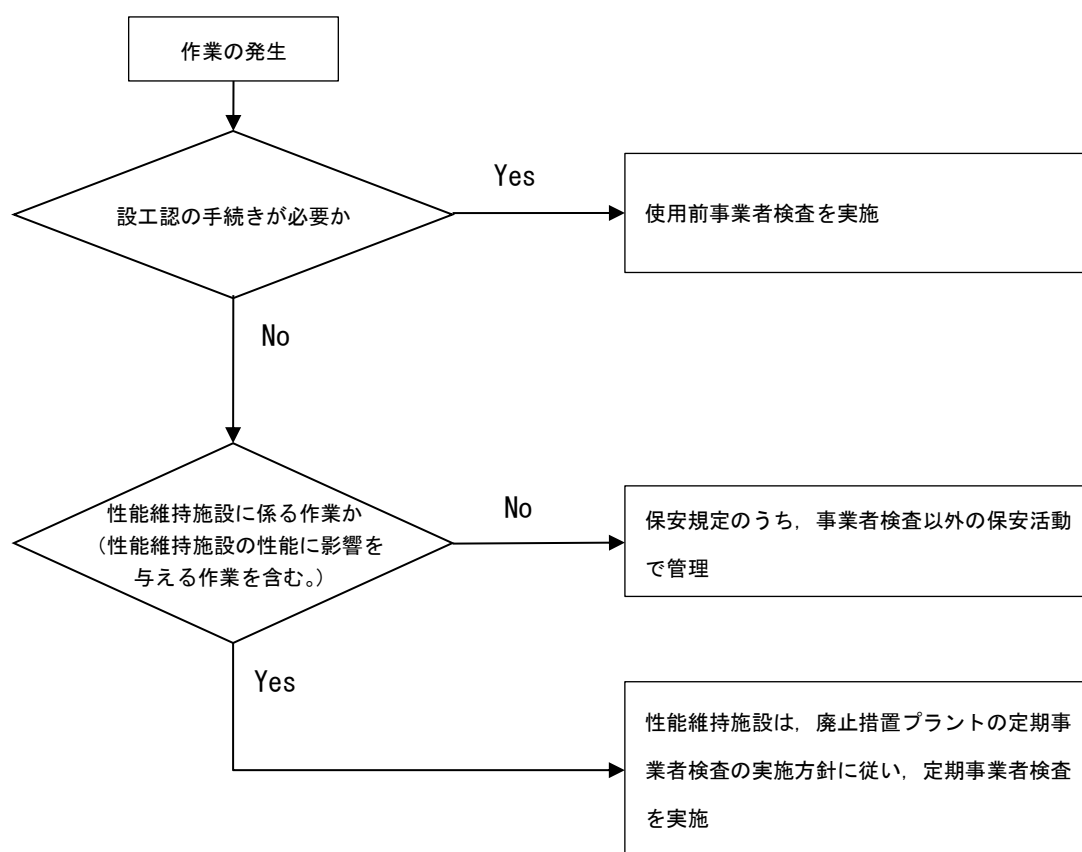 作業の発生
設工認の手続きが必要か
Yes
使用前事業者検査を実施
No
性能維持施設に係る作業か
（性能維持施設の性能に影響を
与える作業を含む。）
No
保安規定のうち，事業者検査以外の保安活動
で管理
Yes
性能維持施設は，廃止措置プラントの定期事
業者検査の実施方針に従い，定期事業者検査
を実施